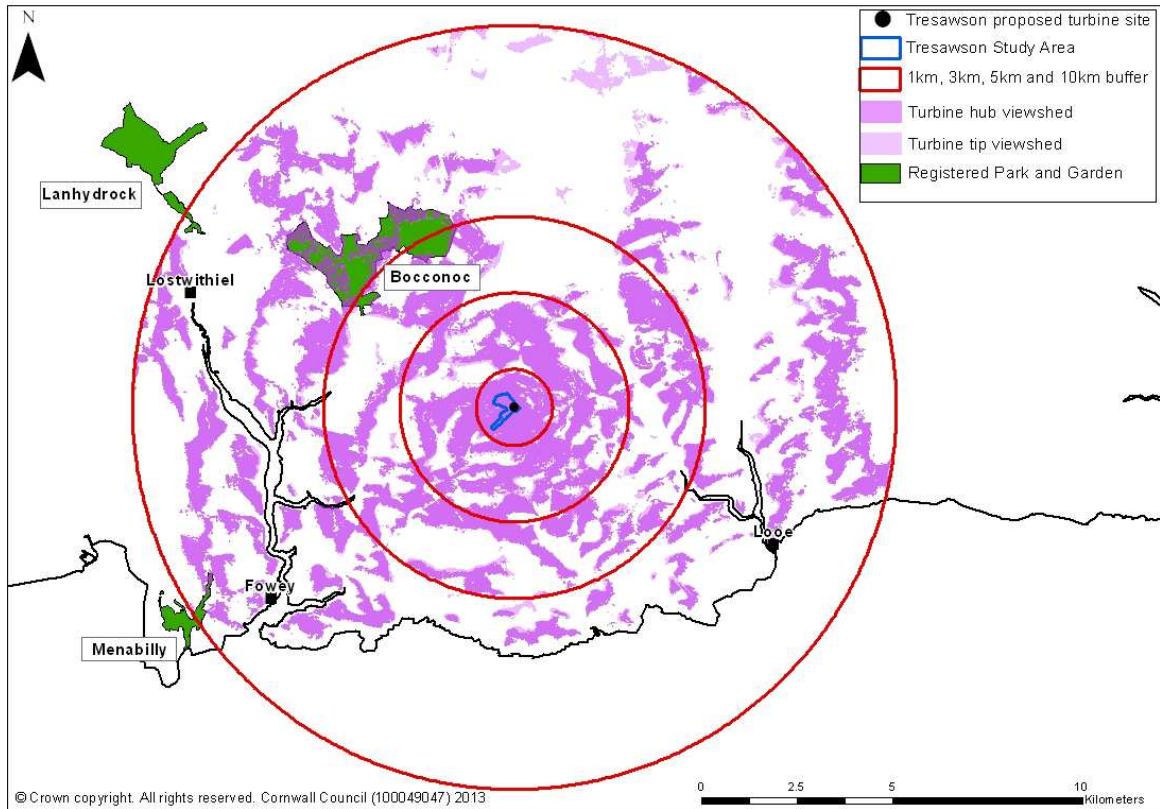 N
Tresawson proposed turbine site
Tresawson Study Area
1km, 3km, 5km and 10km buffer
Turbine hub viewshed
Turbine tip viewshed
Registered Park and Garden
Lanhydrock
Bocconoc
Lostwithiel
Looe
Fowey
Menabilly
© Crown copyright. All rights reserved. Cornwall Council (100049047) 2013
0 2.5 5 10
Kilometers